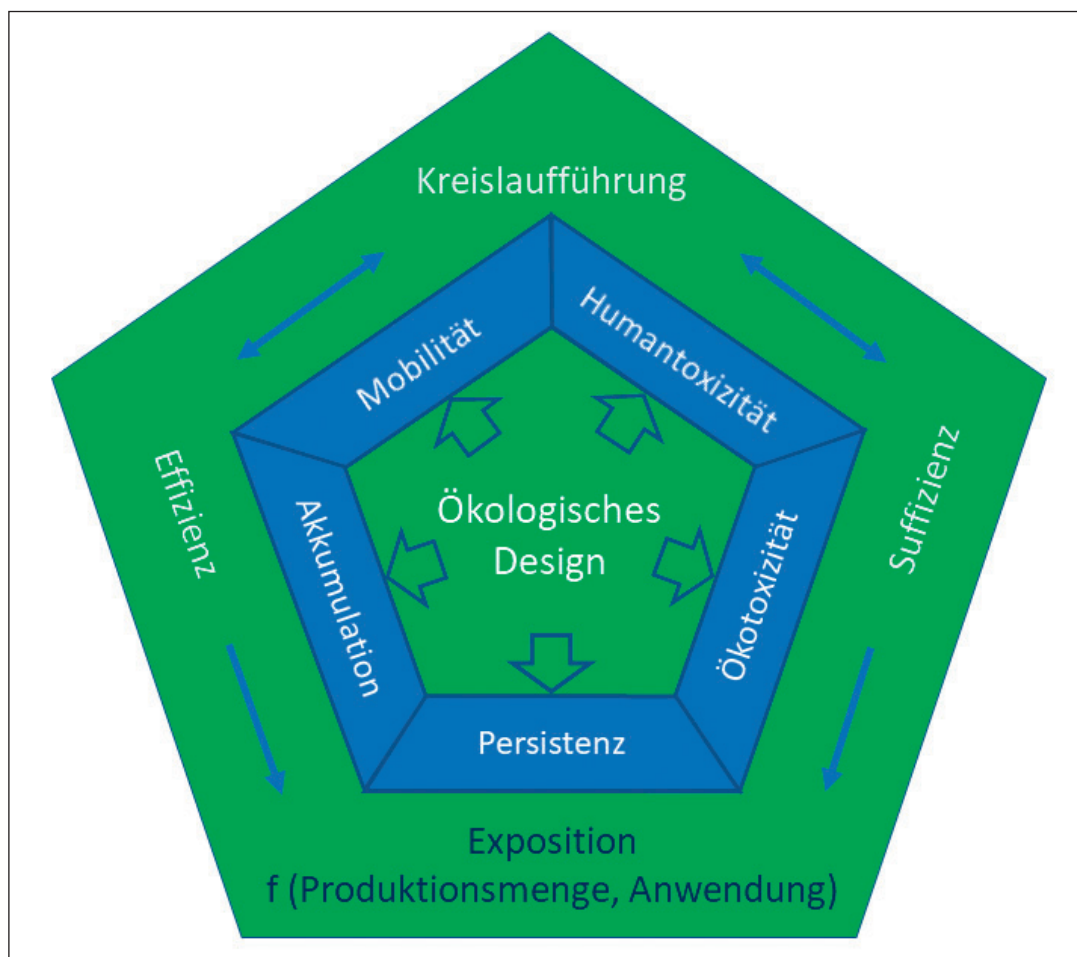 Kreislaufführung
Mobilität
Humantoxizität
Effizienz
Suffizienz
Akkumulation
Ökologisches
Design
Ökotoxizität
Persistenz
Exposition
f (Produktionsmenge, Anwendung)